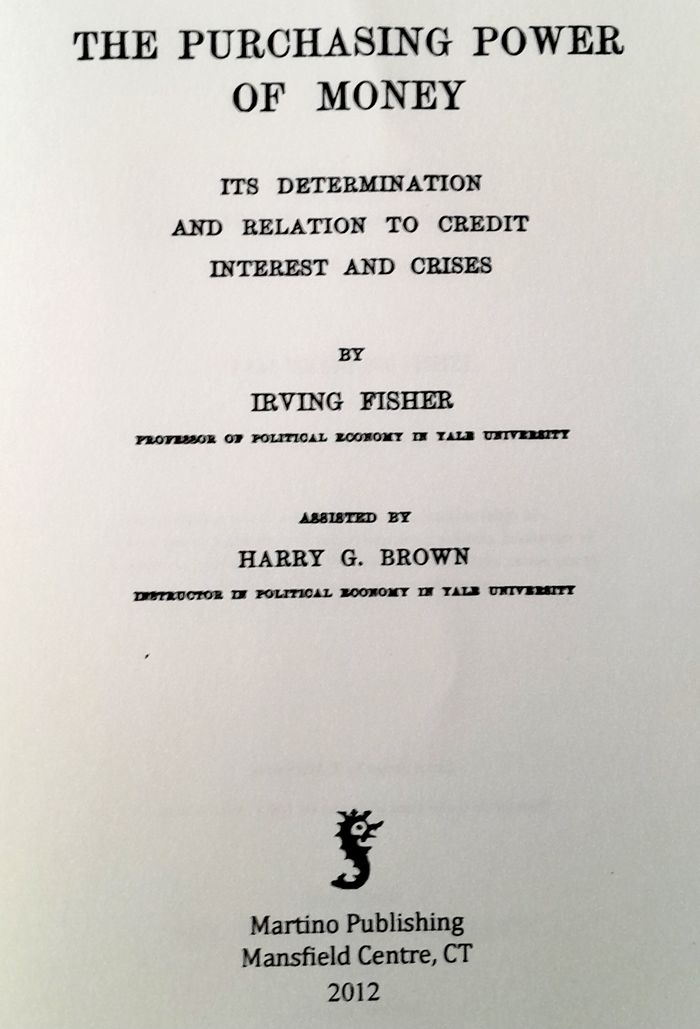 THE PURCHASING POWER
OF MONEY
ITS DETERMINATION
AND RELATION TO CREDIT
INTEREST AND CRISES
BY
IRVING FISHER
PROFESSOR OF POLITICAL ECONOMY IN YALE UNIVERSITY
ASSISTED BY
HARRY G. BROWN
INSTRUCTOR IN POLITICAL ECONOMY IN YALE UNIVERSITY
Martino Publishing
Mansfield Centre, CT
2012